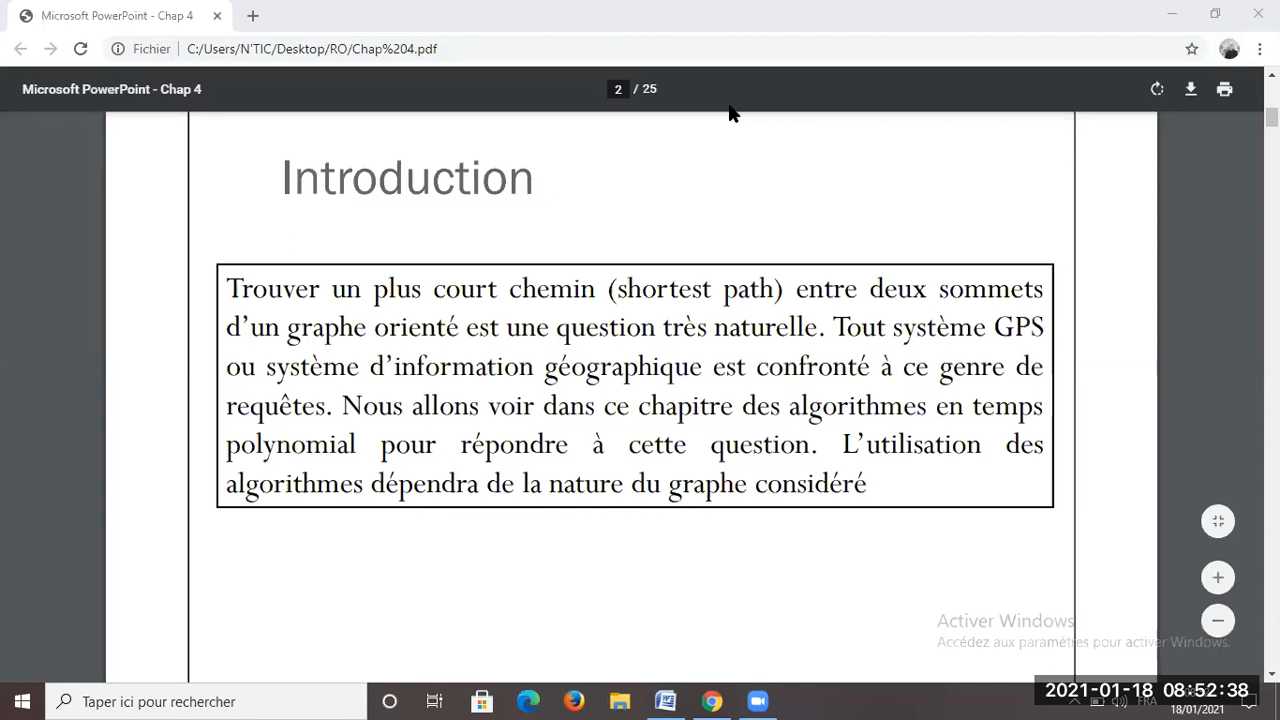 Microsoft PowerPoint - Chap 4
Fichier
C:/Users/N'TIC/Desktop/RO/Chap%204.pdf
Microsoft PowerPoint - Chap 4
2 / 25
Introduction
Trouver un plus court chemin (shortest path) entre deux sommets
d’un graphe orienté est une question très naturelle. Tout système GPS
ou système d’information géographique est confronté à ce genre de
requêtes. Nous allons voir dans ce chapitre des algorithmes en temps
polynomial pour répondre à cette question. L’utilisation des
algorithmes dépendra de la nature du graphe considéré
Activer Windows
Accédez aux paramètres pour activer Windows.
Taper ici pour rechercher
2021-01-18 08:52:38
FRA
18/01/2021